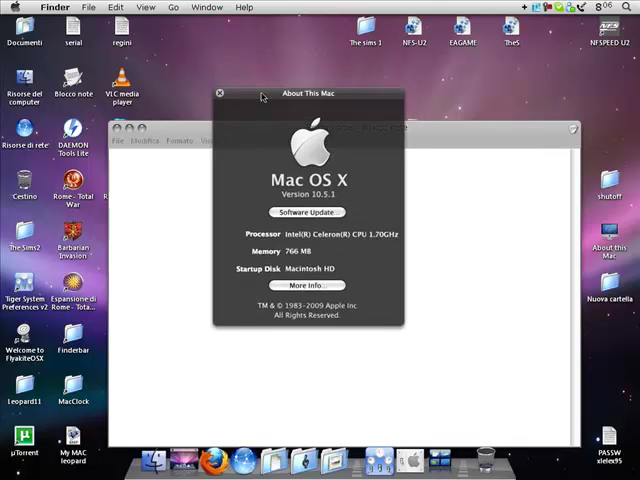 Finder File Edit View Go Window Help
8:06
Documenti
serial
regini
The sims 1
NFS-U2
EAGAME
TheS
NFSPEED U2
Risorse del
computer
Blocco note
VLC media
player
About This Mac
Blocco note
File Modifica Formato
Mac OS X
Version 10.5.1
Software Update...
Processor Intel(R) Celeron(R) CPU 1.70GHz
Memory 766 MB
Startup Disk Macintosh HD
More Info...
TM & © 1983-2009 Apple Inc.
All Rights Reserved.
Risorse di rete
DAEMON
Tools Lite
Cestino
Rome - Total
War
The Sims2
Barbarian
Invasion
Tiger System
Preferences v2
Espansione di
Rome - Tota...
Welcome to
FlyakiteOSX
Finderbar
Leopard11
MacClock
µTorrent
My MAC
leopard
shutoff
About this
Mac
Nuova cartella
PASSW
xlelex95